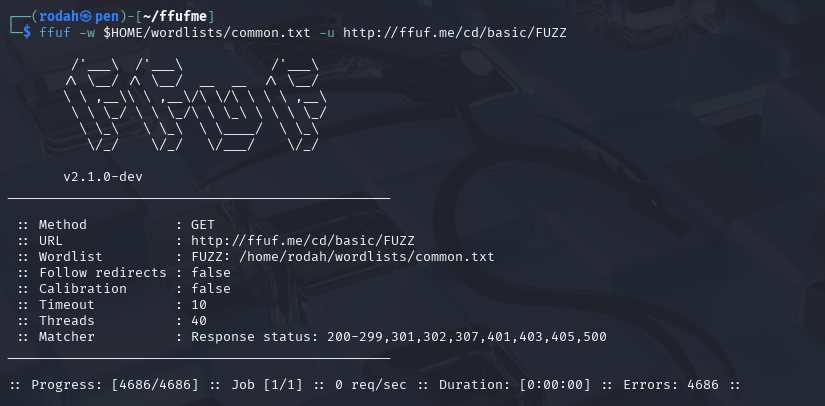 ┌──(rodah㉿pen)-[~/ffufme]
└─$ ffuf -w $HOME/wordlists/common.txt -u http://ffuf.me/cd/basic/FUZZ
        /'___\  /'___\           /'___\
       /\ \__/ /\ \__/  __  __  /\ \__/
       \ \ ,__\\ \ ,__\/\ \/\ \ \ \ ,__\
        \ \ \_/ \ \ \_/\ \ \_\ \ \ \ \_/
         \ \_\   \ \_\  \ \____/  \ \_\
          \/_/    \/_/   \/___/    \/_/
       v2.1.0-dev
________________________________________________
 :: Method           : GET
 :: URL              : http://ffuf.me/cd/basic/FUZZ
 :: Wordlist         : FUZZ: /home/rodah/wordlists/common.txt
 :: Follow redirects : false
 :: Calibration      : false
 :: Timeout          : 10
 :: Threads          : 40
 :: Matcher          : Response status: 200-299,301,302,307,401,403,405,500
________________________________________________
:: Progress: [4686/4686] :: Job [1/1] :: 0 req/sec :: Duration: [0:00:00] :: Errors: 4686 ::